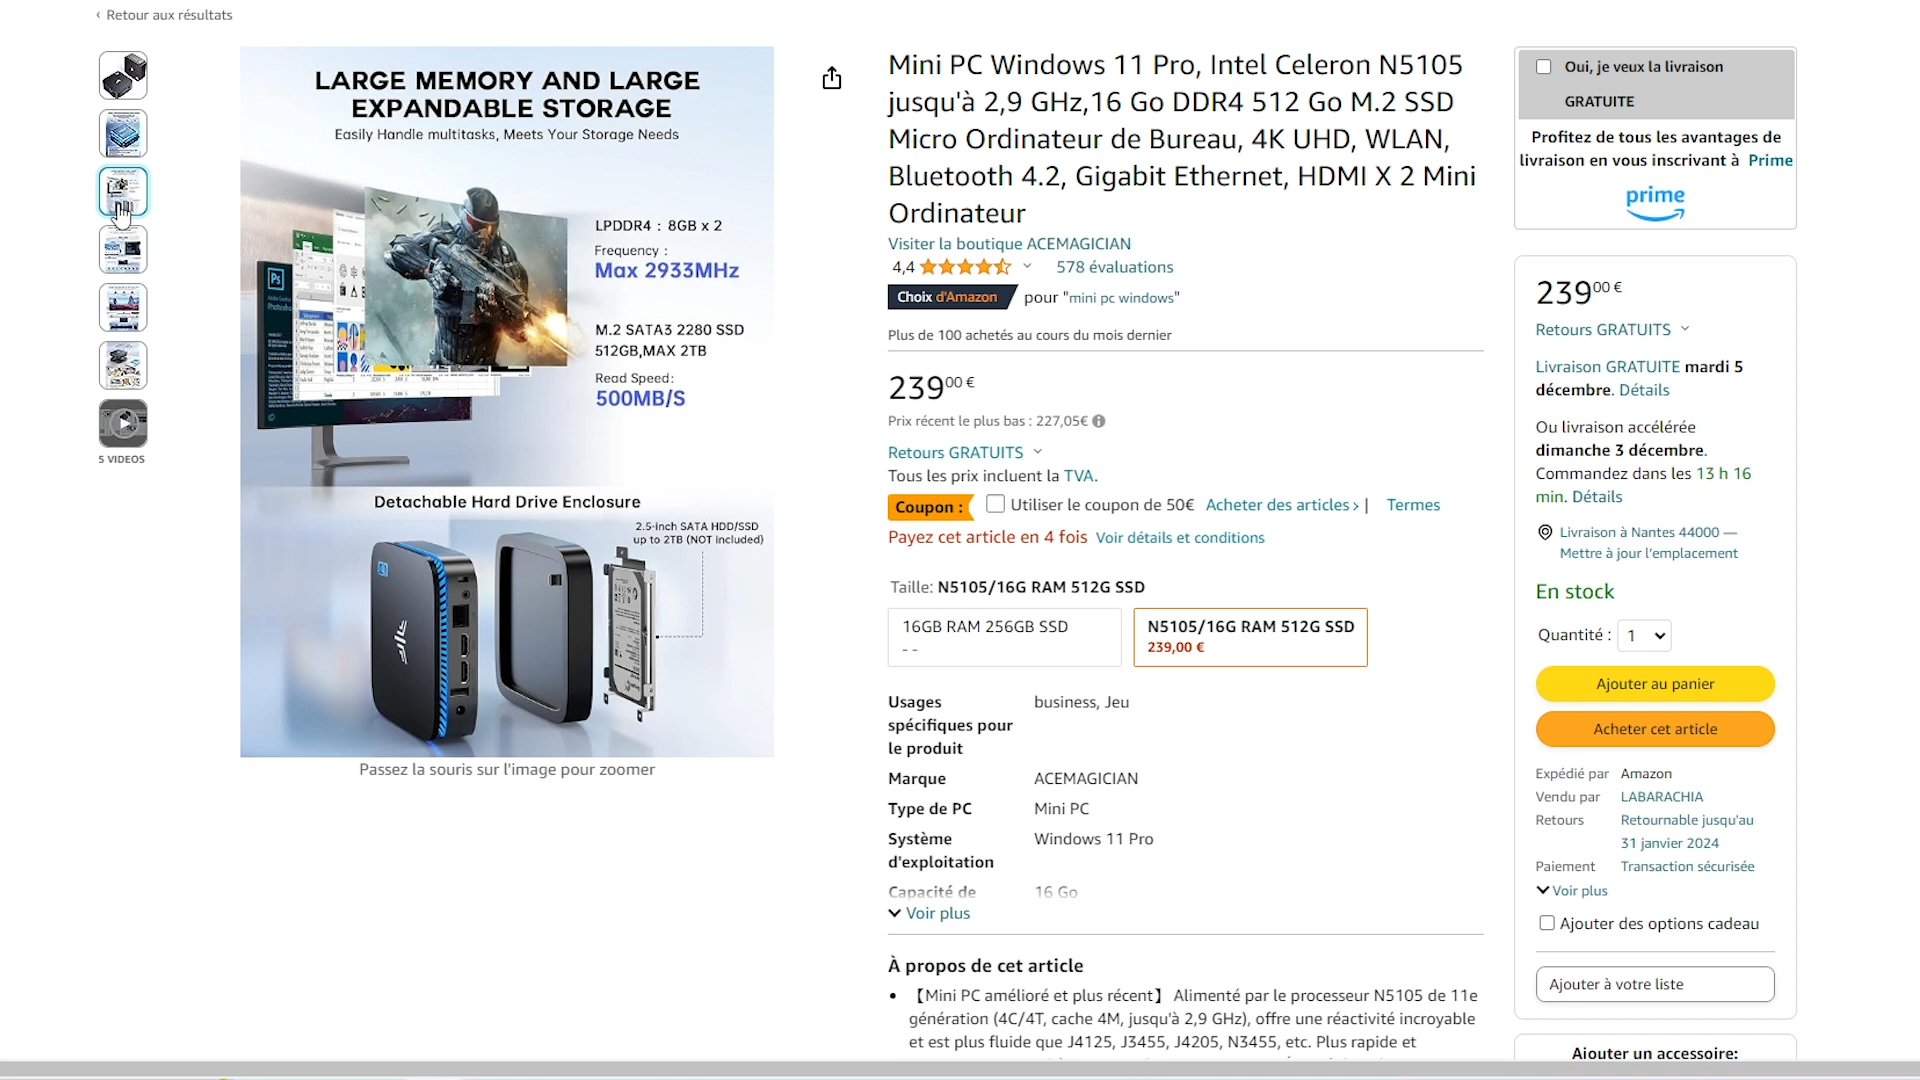 ‹ Retour aux résultats
5 VIDEOS
LARGE MEMORY AND LARGE
EXPANDABLE STORAGE
Easily Handle multitasks, Meets Your Storage Needs
Ps
LPDDR4 : 8GB x 2
Frequency :
Max 2933MHz
M.2 SATA3 2280 SSD
512GB,MAX 2TB
Read Speed:
500MB/S
Detachable Hard Drive Enclosure
2.5-inch SATA HDD/SSD
up to 2TB (NOT included)
Passez la souris sur l'image pour zoomer
Mini PC Windows 11 Pro, Intel Celeron N5105
jusqu'à 2,9 GHz,16 Go DDR4 512 Go M.2 SSD
Micro Ordinateur de Bureau, 4K UHD, WLAN,
Bluetooth 4.2, Gigabit Ethernet, HDMI X 2 Mini
Ordinateur
Visiter la boutique ACEMAGICIAN
4,4 578 évaluations
Choix d'Amazon pour "mini pc windows"
Plus de 100 achetés au cours du mois dernier
239,00 €
Prix récent le plus bas : 227,05€
Retours GRATUITS
Tous les prix incluent la TVA.
Coupon : Utiliser le coupon de 50€ Acheter des articles › | Termes
Payez cet article en 4 fois Voir détails et conditions
Taille: N5105/16G RAM 512G SSD
16GB RAM 256GB SSD
- -
N5105/16G RAM 512G SSD
239,00 €
Usages
spécifiques pour
le produit
business, Jeu
Marque ACEMAGICIAN
Type de PC Mini PC
Système
d'exploitation
Windows 11 Pro
Capacité de 16 Go
Voir plus
À propos de cet article
• 【Mini PC amélioré et plus récent】 Alimenté par le processeur N5105 de 11e
génération (4C/4T, cache 4M, jusqu'à 2,9 GHz), offre une réactivité incroyable
et est plus fluide que J4125, J3455, J4205, N3455, etc. Plus rapide et
Oui, je veux la livraison
GRATUITE
Profitez de tous les avantages de
livraison en vous inscrivant à Prime
prime
239,00 €
Retours GRATUITS
Livraison GRATUITE mardi 5
décembre. Détails
Ou livraison accélérée
dimanche 3 décembre.
Commandez dans les 13 h 16
min. Détails
Livraison à Nantes 44000 —
Mettre à jour l'emplacement
En stock
Quantité : 1
Ajouter au panier
Acheter cet article
Expédié par Amazon
Vendu par LABARACHIA
Retours Retournable jusqu'au
31 janvier 2024
Paiement Transaction sécurisée
Voir plus
Ajouter des options cadeau
Ajouter à votre liste
Ajouter un accessoire: